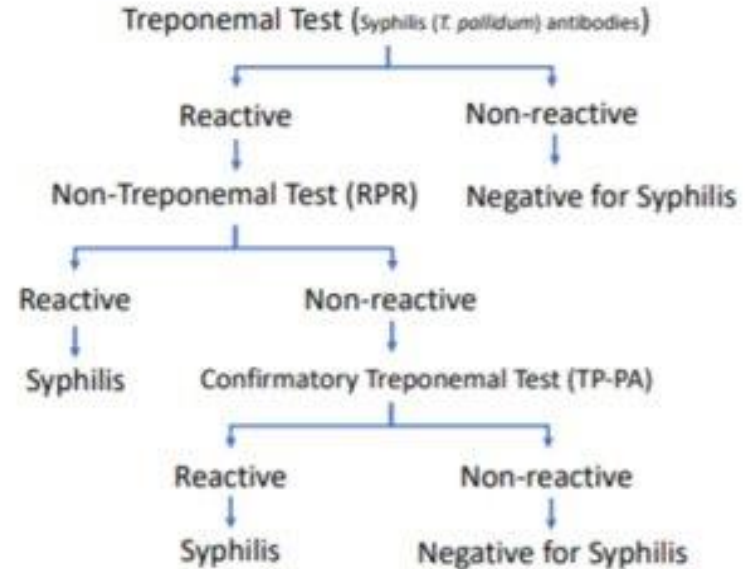 Treponemal Test (Syphilis (T. pallidum) antibodies)
Reactive
Non-reactive
Non-Treponemal Test (RPR)
Negative for Syphilis
Reactive
Non-reactive
Syphilis
Confirmatory Treponemal Test (TP-PA)
Reactive
Non-reactive
Syphilis
Negative for Syphilis